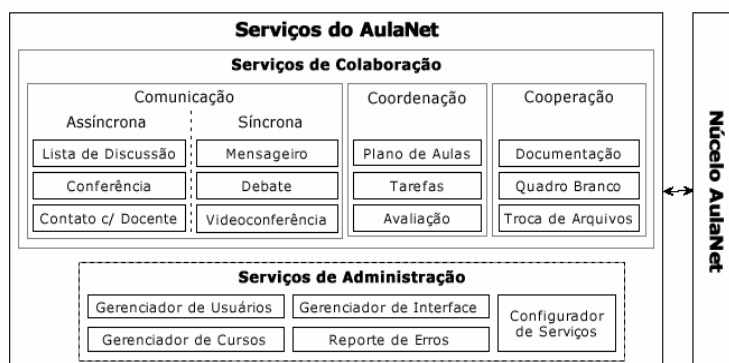 Serviços do AulaNet
Serviços de Colaboração
Comunicação
Assíncrona
Síncrona
Lista de Discussão
Mensageiro
Conferência
Debate
Contato c/ Docente
Videoconferência
Coordenação
Plano de Aulas
Tarefas
Avaliação
Cooperação
Documentação
Quadro Branco
Troca de Arquivos
Serviços de Administração
Gerenciador de Usuários
Gerenciador de Interface
Gerenciador de Cursos
Reporte de Erros
Configurador
de Serviços
Núcelo AulaNet